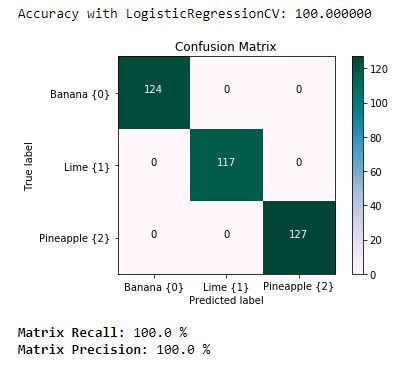 Accuracy with LogisticRegressionCV: 100.000000
Confusion Matrix
Banana {0} 124 0 0
Lime {1} 0 117 0
Pineapple {2} 0 0 127
True label
Banana {0} Lime {1} Pineapple {2}
Predicted label
120
100
80
60
40
20
0
Matrix Recall: 100.0 %
Matrix Precision: 100.0 %